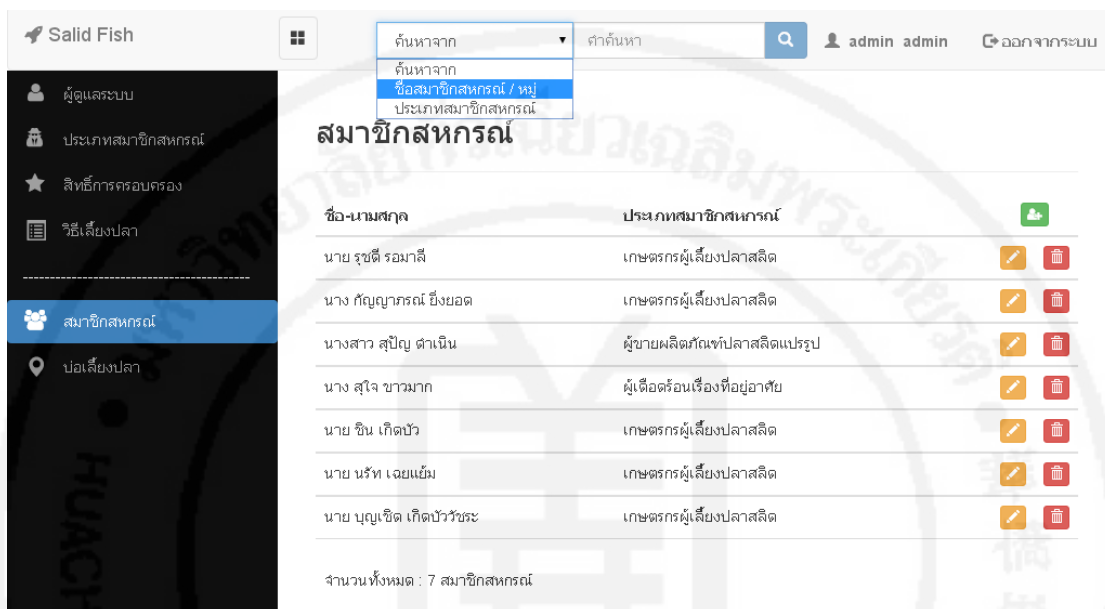 Salid Fish
ค้นหาจาก คำค้นหา admin admin ออกจากระบบ
ค้นหาจาก
ชื่อสมาชิกสหกรณ์ / หมู่
ประเภทสมาชิกสหกรณ์
ผู้ดูแลระบบ
ประเภทสมาชิกสหกรณ์
สิทธิ์การครอบครอง
วิธีเลี้ยงปลา
------------------------------------------
สมาชิกสหกรณ์
บ่อเลี้ยงปลา
สมาชิกสหกรณ์
ชื่อ-นามสกุล ประเภทสมาชิกสหกรณ์
นาย รุชดี รอมาลี เกษตรกรผู้เลี้ยงปลาสลิด
นาง กัญญาภรณ์ ยิ่งยอด เกษตรกรผู้เลี้ยงปลาสลิด
นางสาว สุปัญ ดำเนิน ผู้ขายผลิตภัณฑ์ปลาสลิดแปรรูป
นาง สุใจ ขาวมาก ผู้เดือดร้อนเรื่องที่อยู่อาศัย
นาย ชิน เกิดบัว เกษตรกรผู้เลี้ยงปลาสลิด
นาย นรัท เฉยแย้ม เกษตรกรผู้เลี้ยงปลาสลิด
นาย บุญเชิด เกิดบัววัชระ เกษตรกรผู้เลี้ยงปลาสลิด
จำนวนทั้งหมด : 7 สมาชิกสหกรณ์